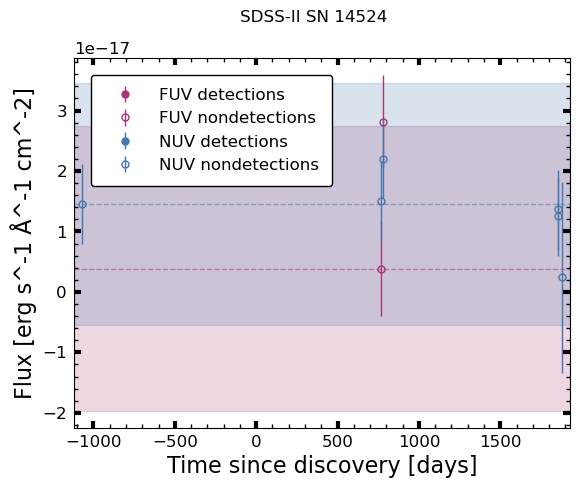 SDSS-II SN 14524
1e−17
FUV detections
FUV nondetections
NUV detections
NUV nondetections
3
2
1
0
−1
−2
Flux [erg s^-1 Å^-1 cm^-2]
−1000 −500 0 500 1000 1500
Time since discovery [days]